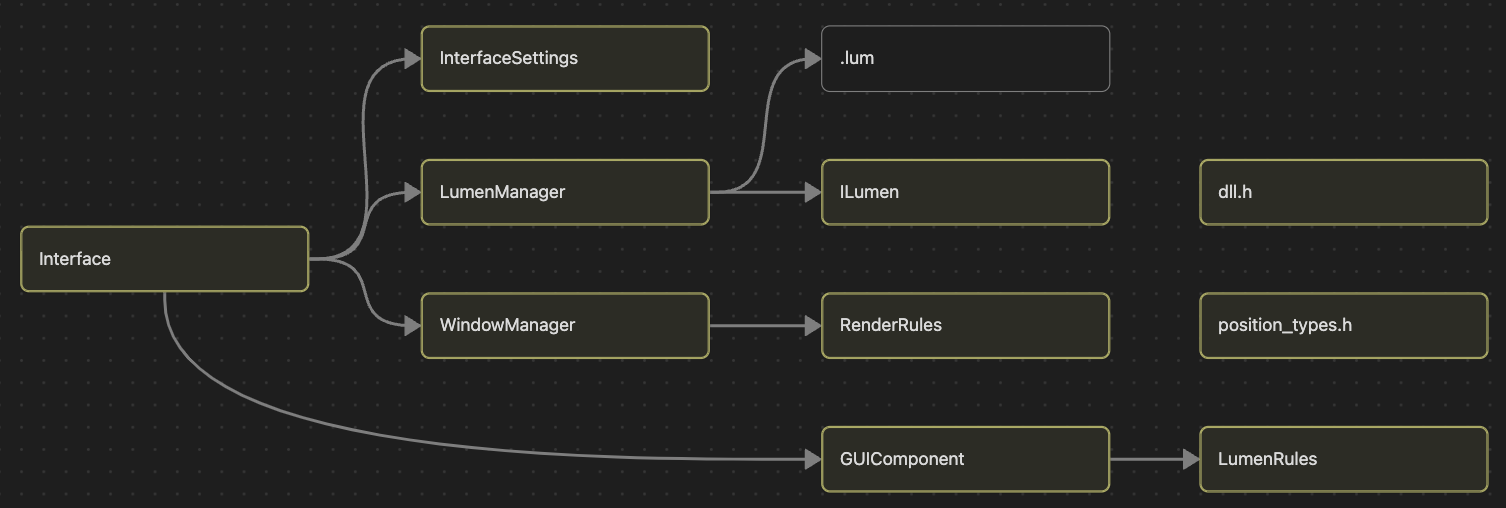 InterfaceSettings
.lum
LumenManager
ILumen
dll.h
Interface
WindowManager
RenderRules
position_types.h
GUIComponent
LumenRules